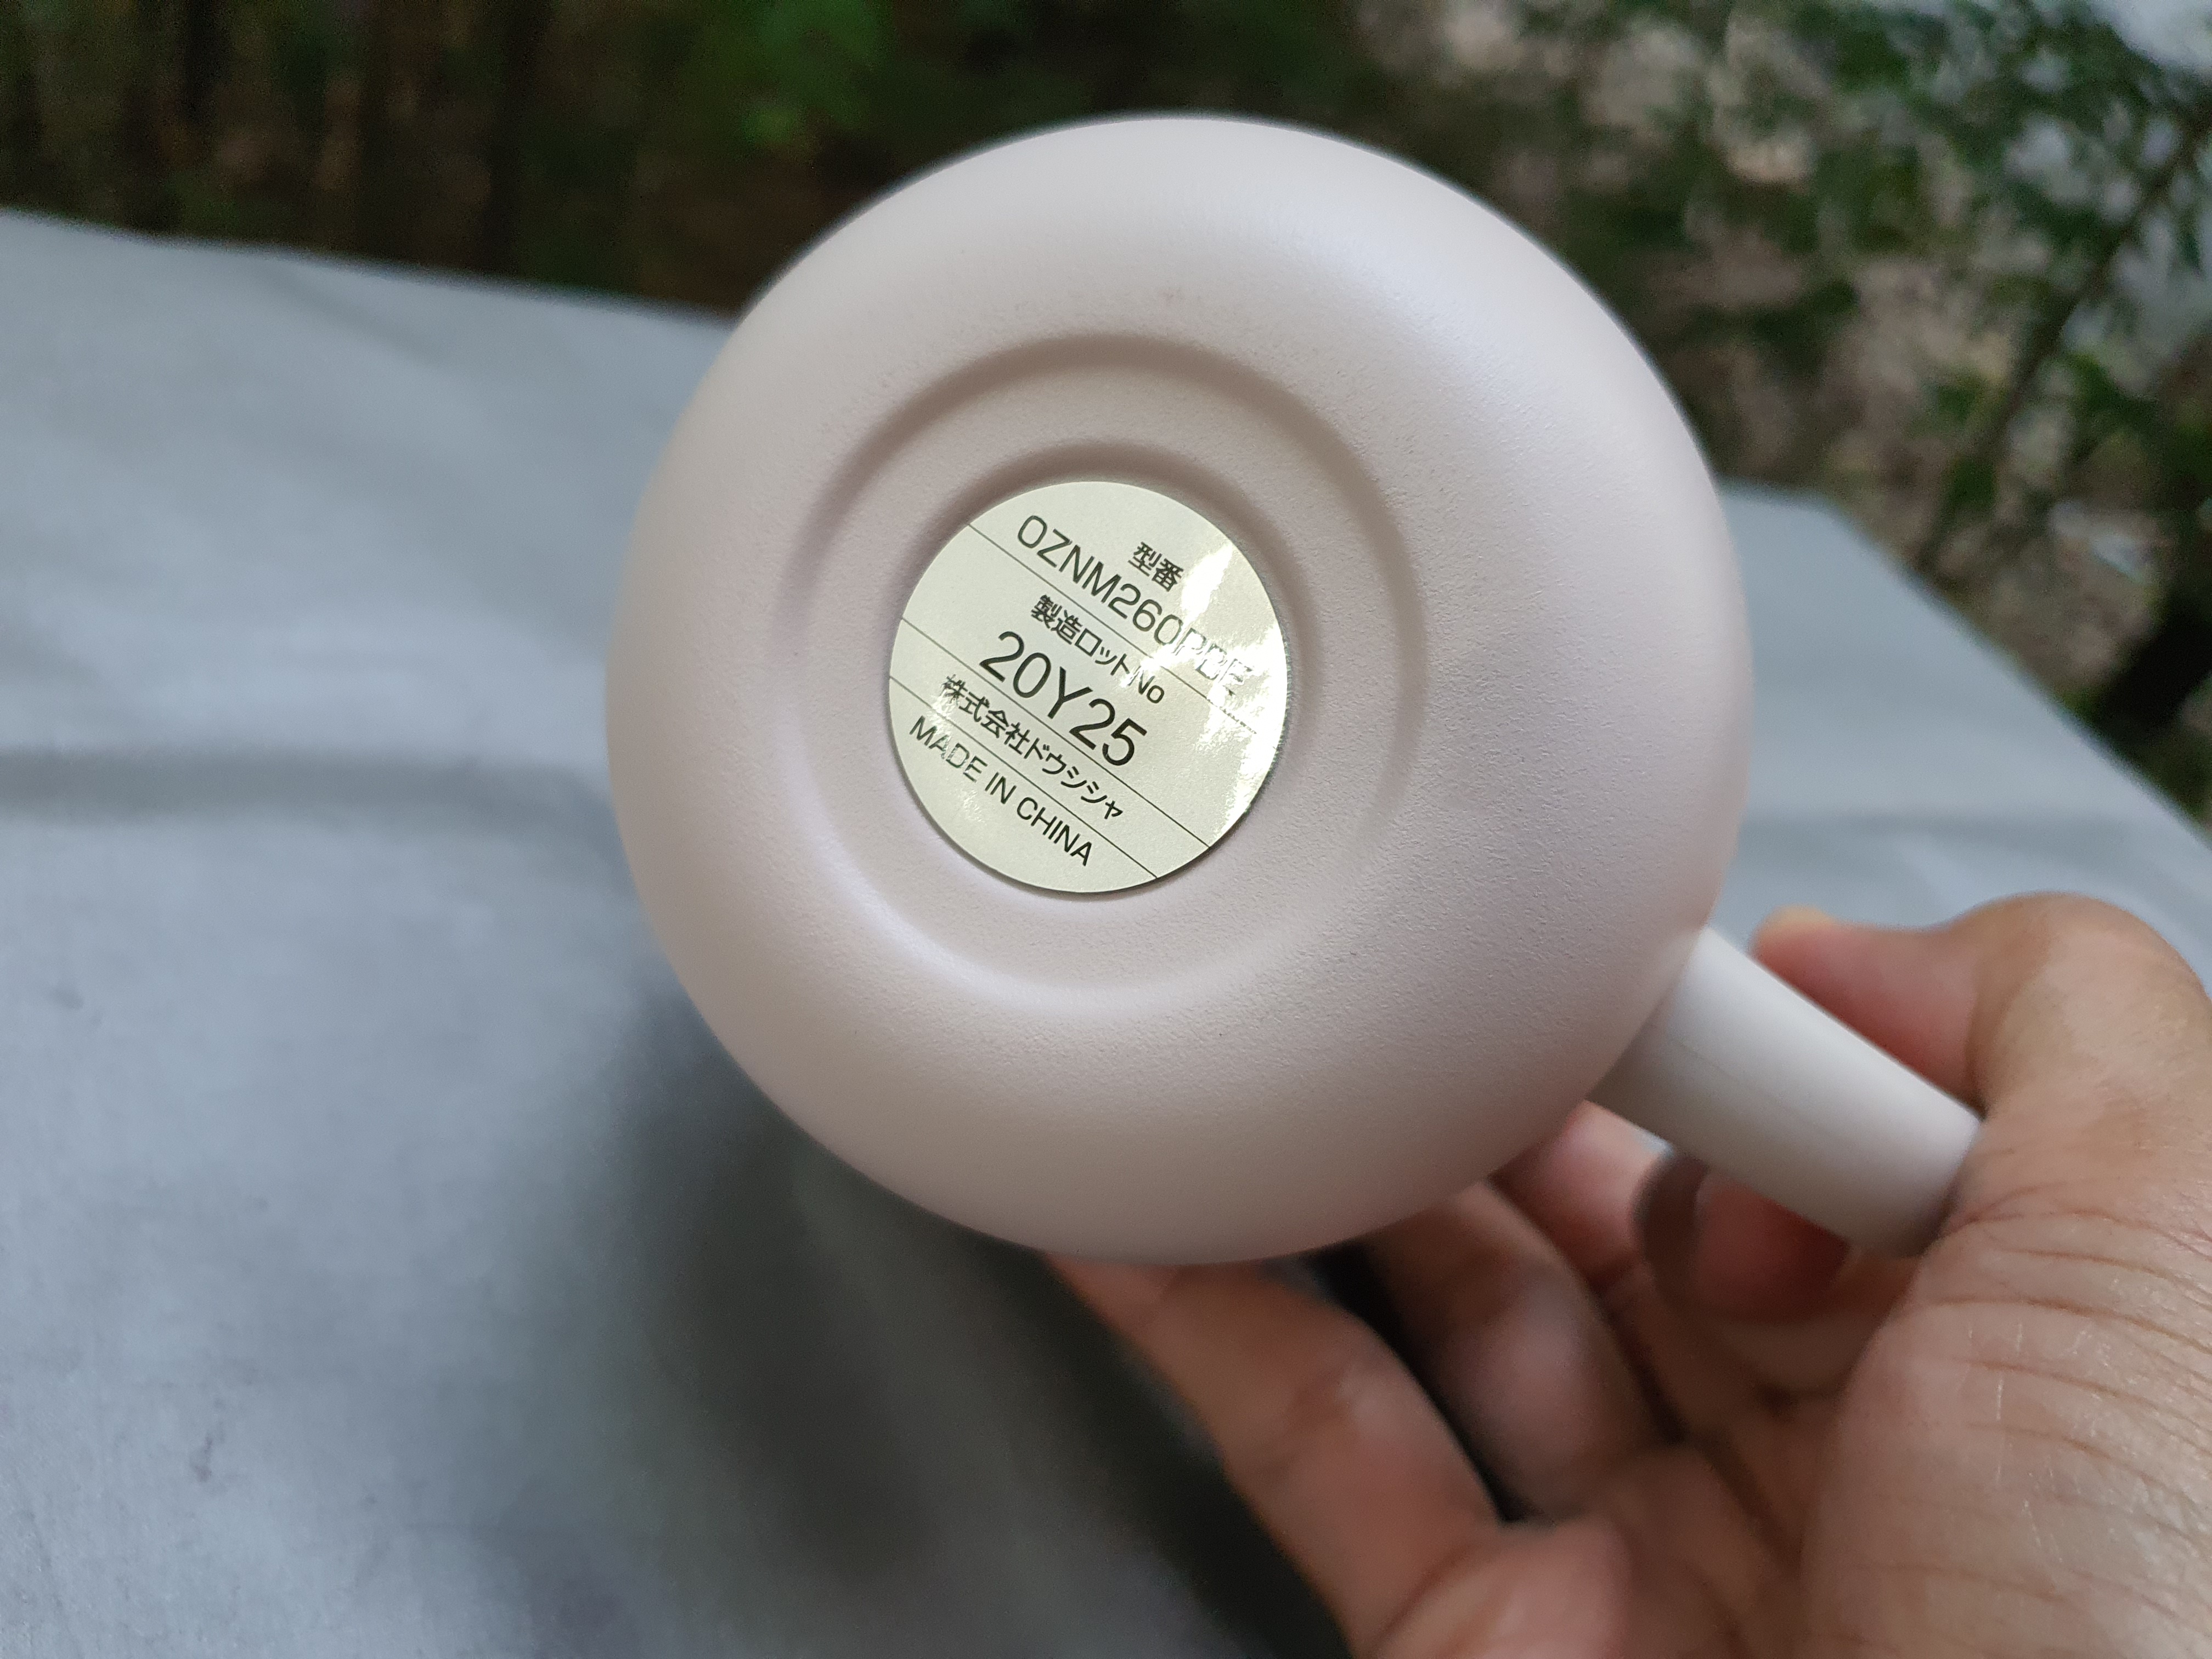 型番
OZNM260PBE
製造ロットNo
20Y25
株式会社ドウシシャ
MADE IN CHINA